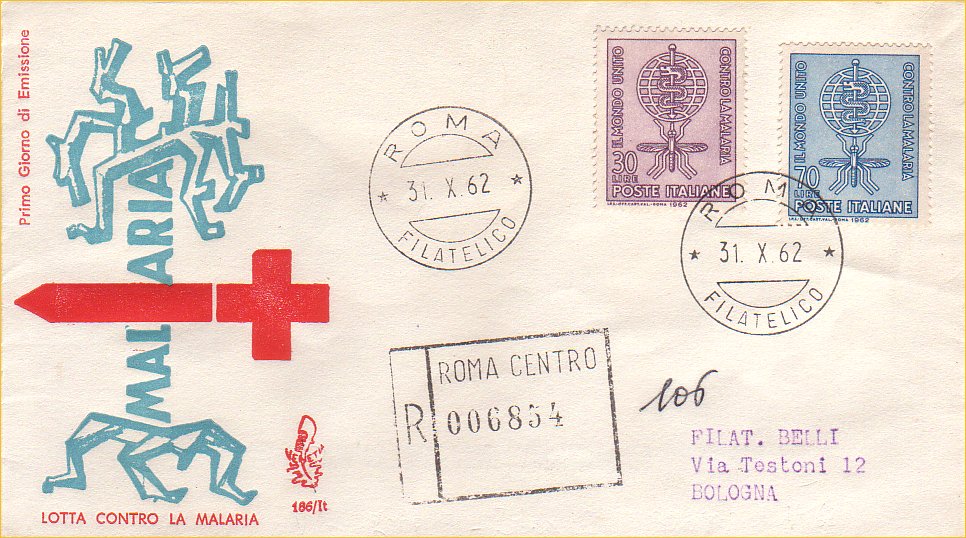 Primo Giorno di Emissione
MALARIA
LOTTA CONTRO LA MALARIA
186/It
ROMA
31. X. 62
FILATELICO
IL MONDO UNITO
CONTRO LA MALARIA
30
LIRE
POSTE ITALIANE
1962
IL MONDO UNITO
CONTRO LA MALARIA
70
LIRE
POSTE ITALIANE
1962
ROMA
31. X. 62
FILATELICO
ROMA CENTRO
R 006854
106
FILAT. BELLI
Via Testoni 12
BOLOGNA